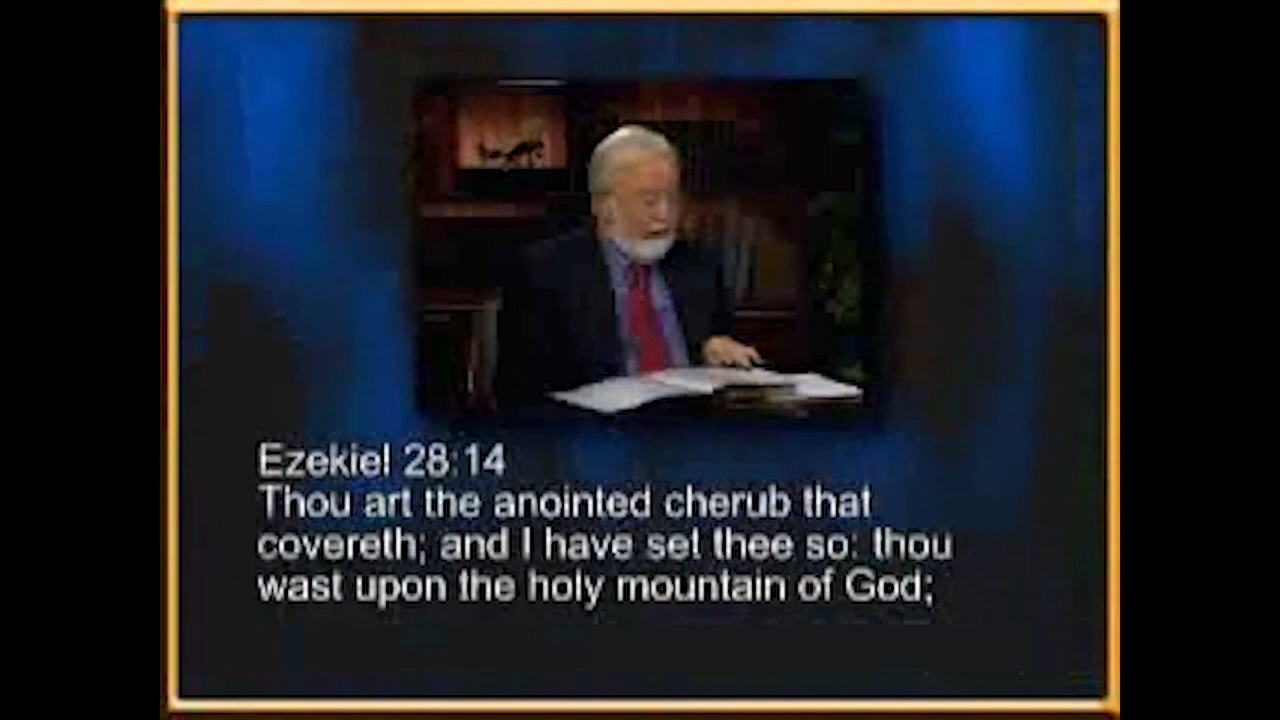 Ezekiel 28:14
Thou art the anointed cherub that
covereth; and I have set thee so: thou
wast upon the holy mountain of God;